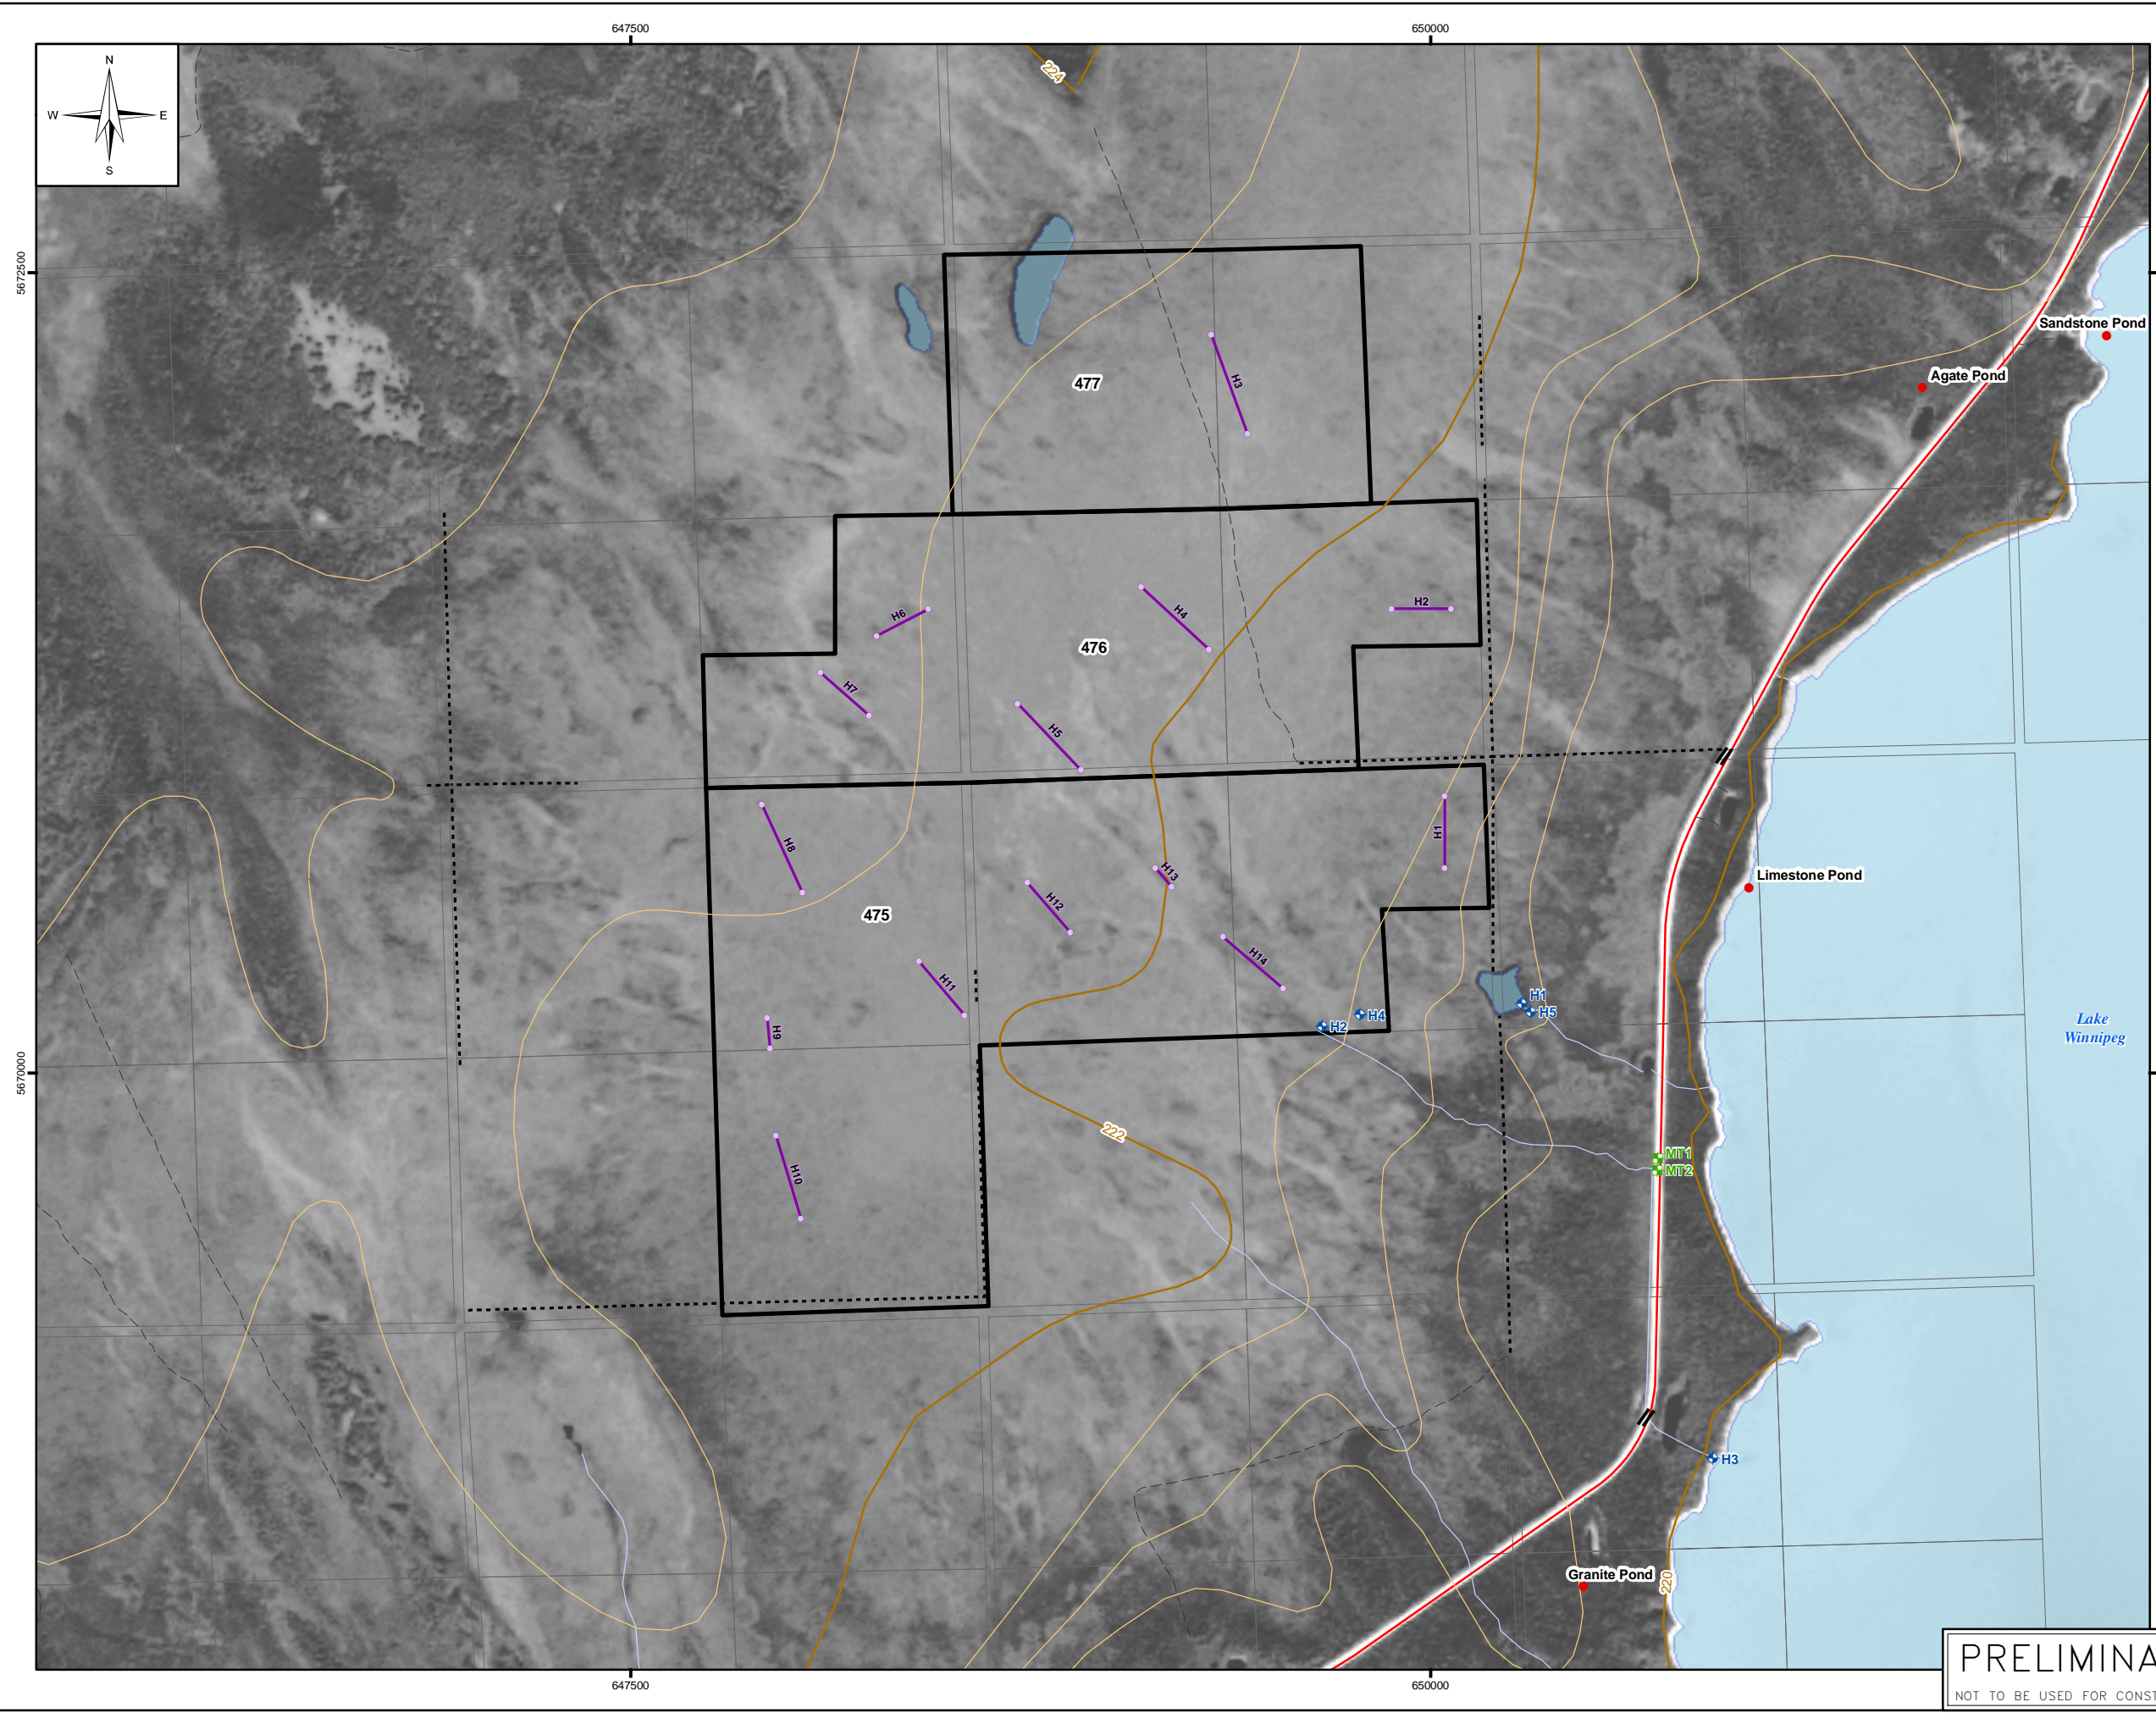 647500
650000
N
W
E
S
224
5672500
Sandstone Pond
477
H3
Agate Pond
H6
H4
H2
476
H7
H5
H1
H8
H13
Limestone Pond
475
H12
H14
H11
H1
H5
H4
H2
H9
Lake
Winnipeg
5670000
222
MT1
MT2
H10
H3
Granite Pond
220
PRELIMINA
NOT TO BE USED FOR CONST
647500
650000